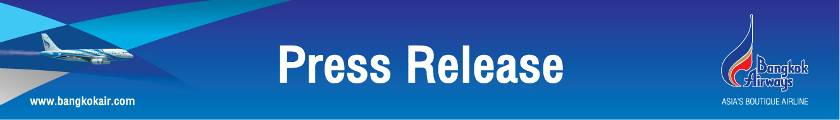 Press Release
Bangkok
Airways
www.bangkokair.com
ASIA'S BOUTIQUE AIRLINE